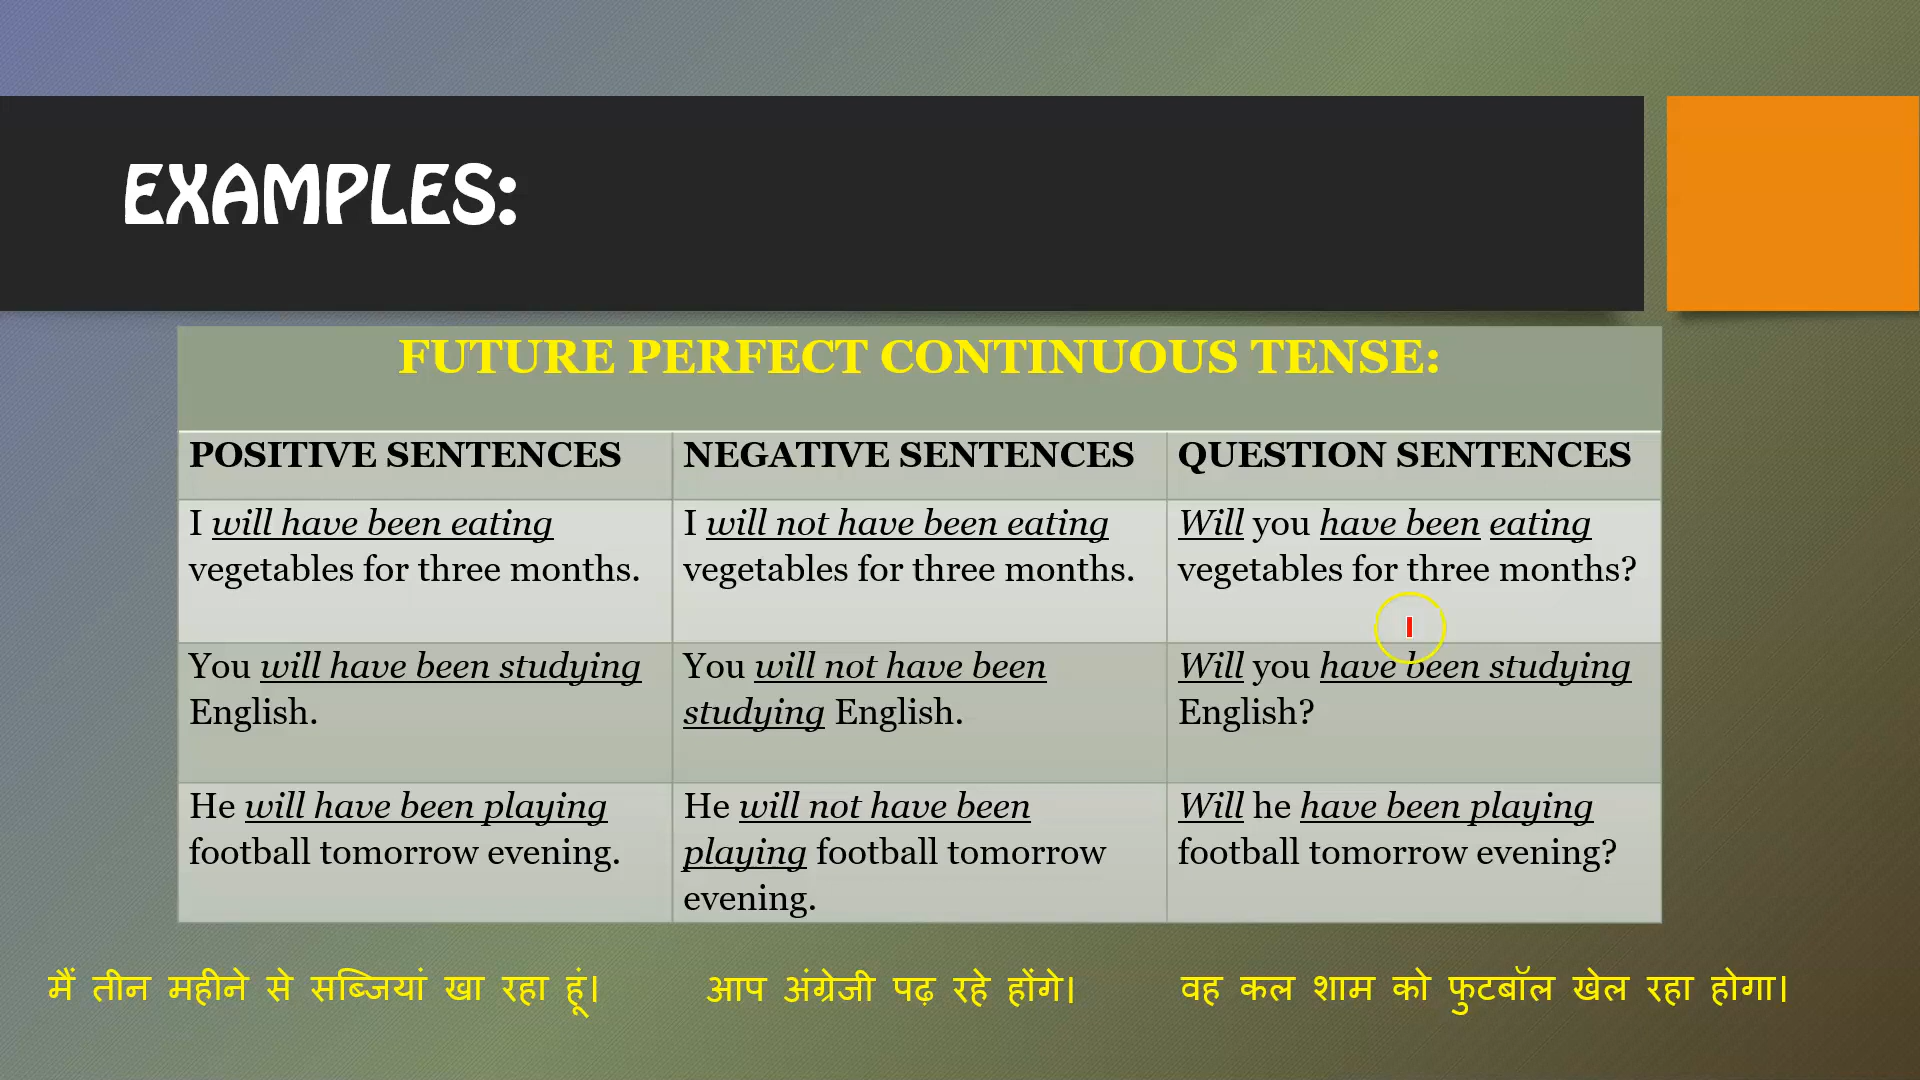 EXAMPLES:
FUTURE PERFECT CONTINUOUS TENSE:
POSITIVE SENTENCES
NEGATIVE SENTENCES
QUESTION SENTENCES
I will have been eating
vegetables for three months.
I will not have been eating
vegetables for three months.
Will you have been eating
vegetables for three months?
You will have been studying
English.
You will not have been
studying English.
Will you have been studying
English?
He will have been playing
football tomorrow evening.
He will not have been
playing football tomorrow
evening.
Will he have been playing
football tomorrow evening?
मैं तीन महीने से सब्जियां खा रहा हूं।
आप अंग्रेजी पढ़ रहे होंगे।
वह कल शाम को फुटबॉल खेल रहा होगा।